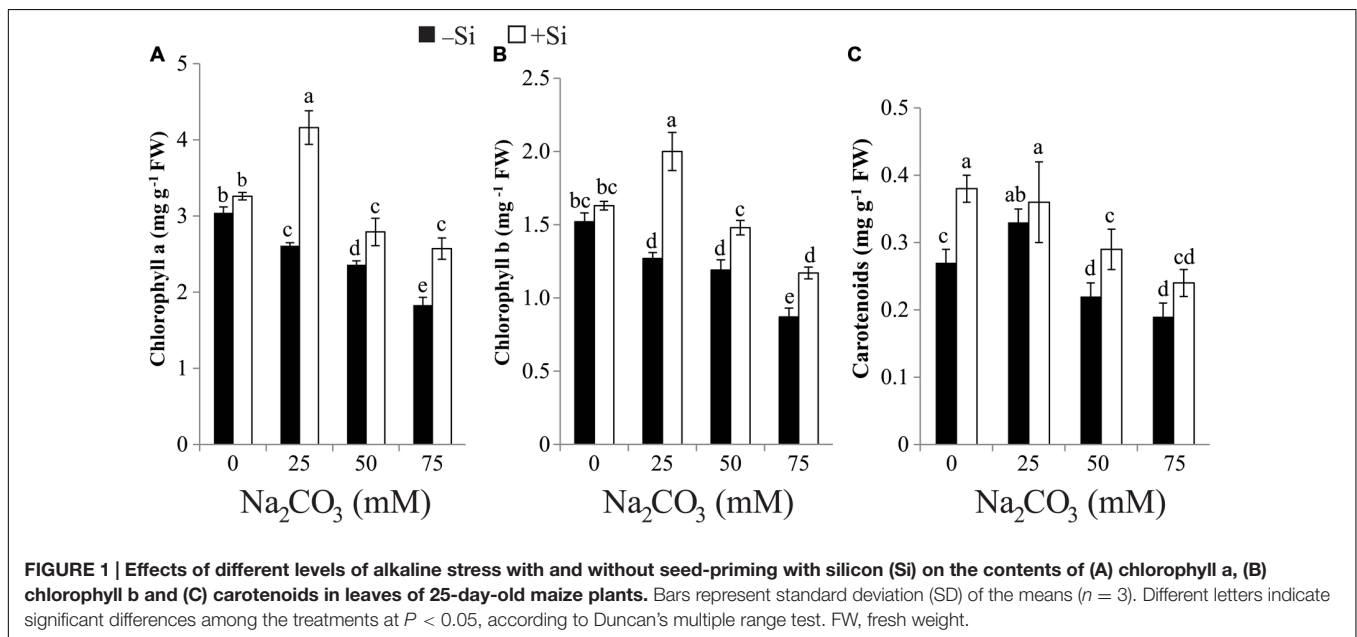 –Si +Si
A
Chlorophyll a (mg g⁻¹ FW)
5
4
3
2
1
0
b b
c a
d c
e c
0 25 50 75
Na₂CO₃ (mM)
B
Chlorophyll b (mg g⁻¹ FW)
2.5
2.0
1.5
1.0
0.5
0
bc bc
d a
d c
e d
0 25 50 75
Na₂CO₃ (mM)
C
Carotenoids (mg g⁻¹ FW)
0.5
0.4
0.3
0.2
0.1
0
c a
ab a
d c
d cd
0 25 50 75
Na₂CO₃ (mM)
FIGURE 1 | Effects of different levels of alkaline stress with and without seed-priming with silicon (Si) on the contents of (A) chlorophyll a, (B)
chlorophyll b and (C) carotenoids in leaves of 25-day-old maize plants. Bars represent standard deviation (SD) of the means (n = 3). Different letters indicate
significant differences among the treatments at P < 0.05, according to Duncan's multiple range test. FW, fresh weight.